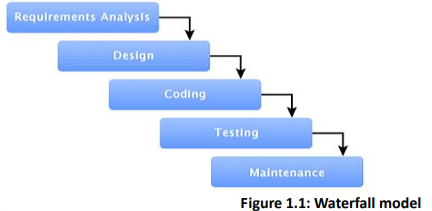 Requirements Analysis
Design
Coding
Testing
Maintenance
Figure 1.1: Waterfall model